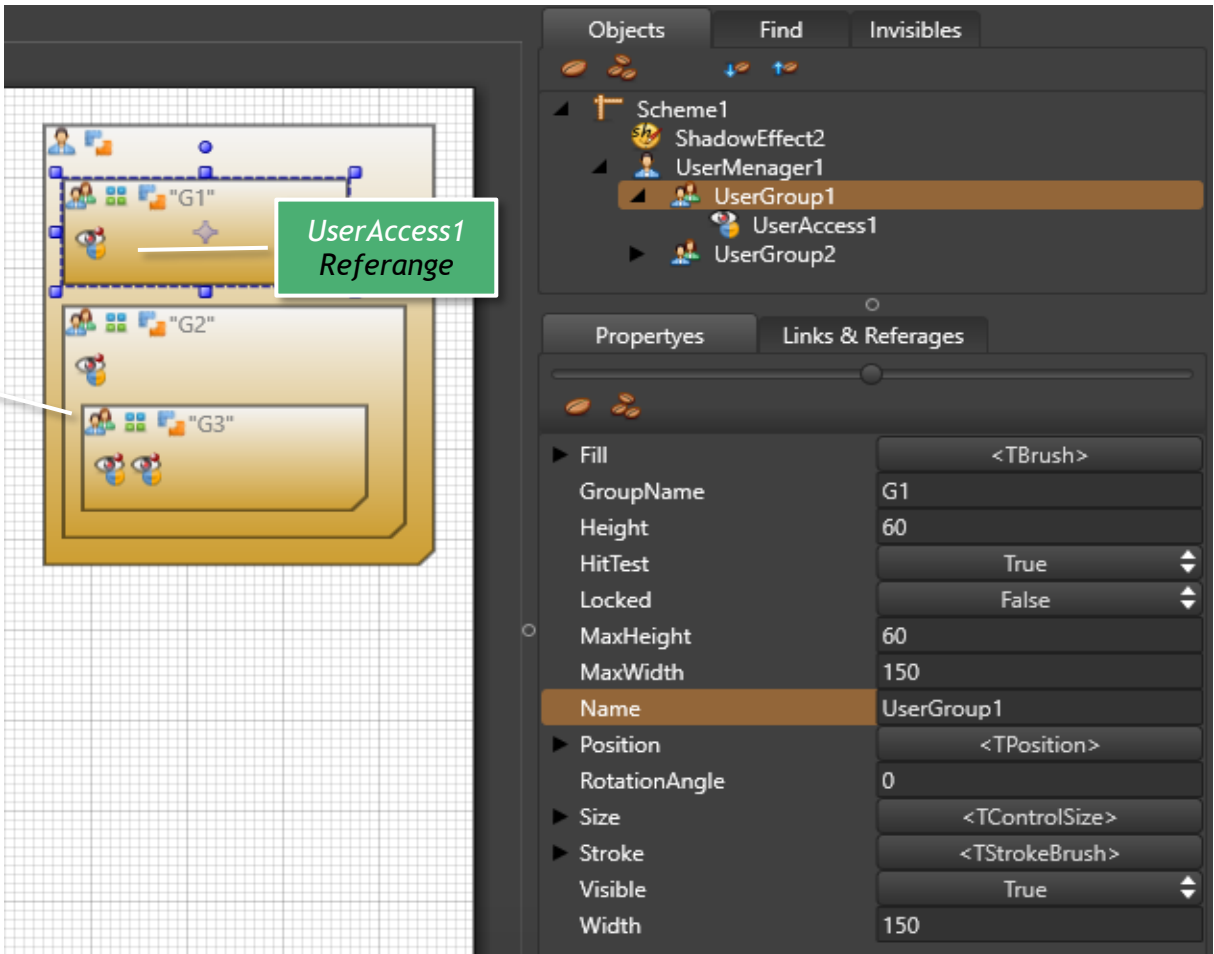 Objects Find Invisibles
Scheme1
ShadowEffect2
UserMenager1
UserGroup1
UserAccess1
UserGroup2
"G1"
UserAccess1
Referange
"G2"
"G3"
Propertyes Links & Referages
Fill <TBrush>
GroupName G1
Height 60
HitTest True
Locked False
MaxHeight 60
MaxWidth 150
Name UserGroup1
Position <TPosition>
RotationAngle 0
Size <TControlSize>
Stroke <TStrokeBrush>
Visible True
Width 150